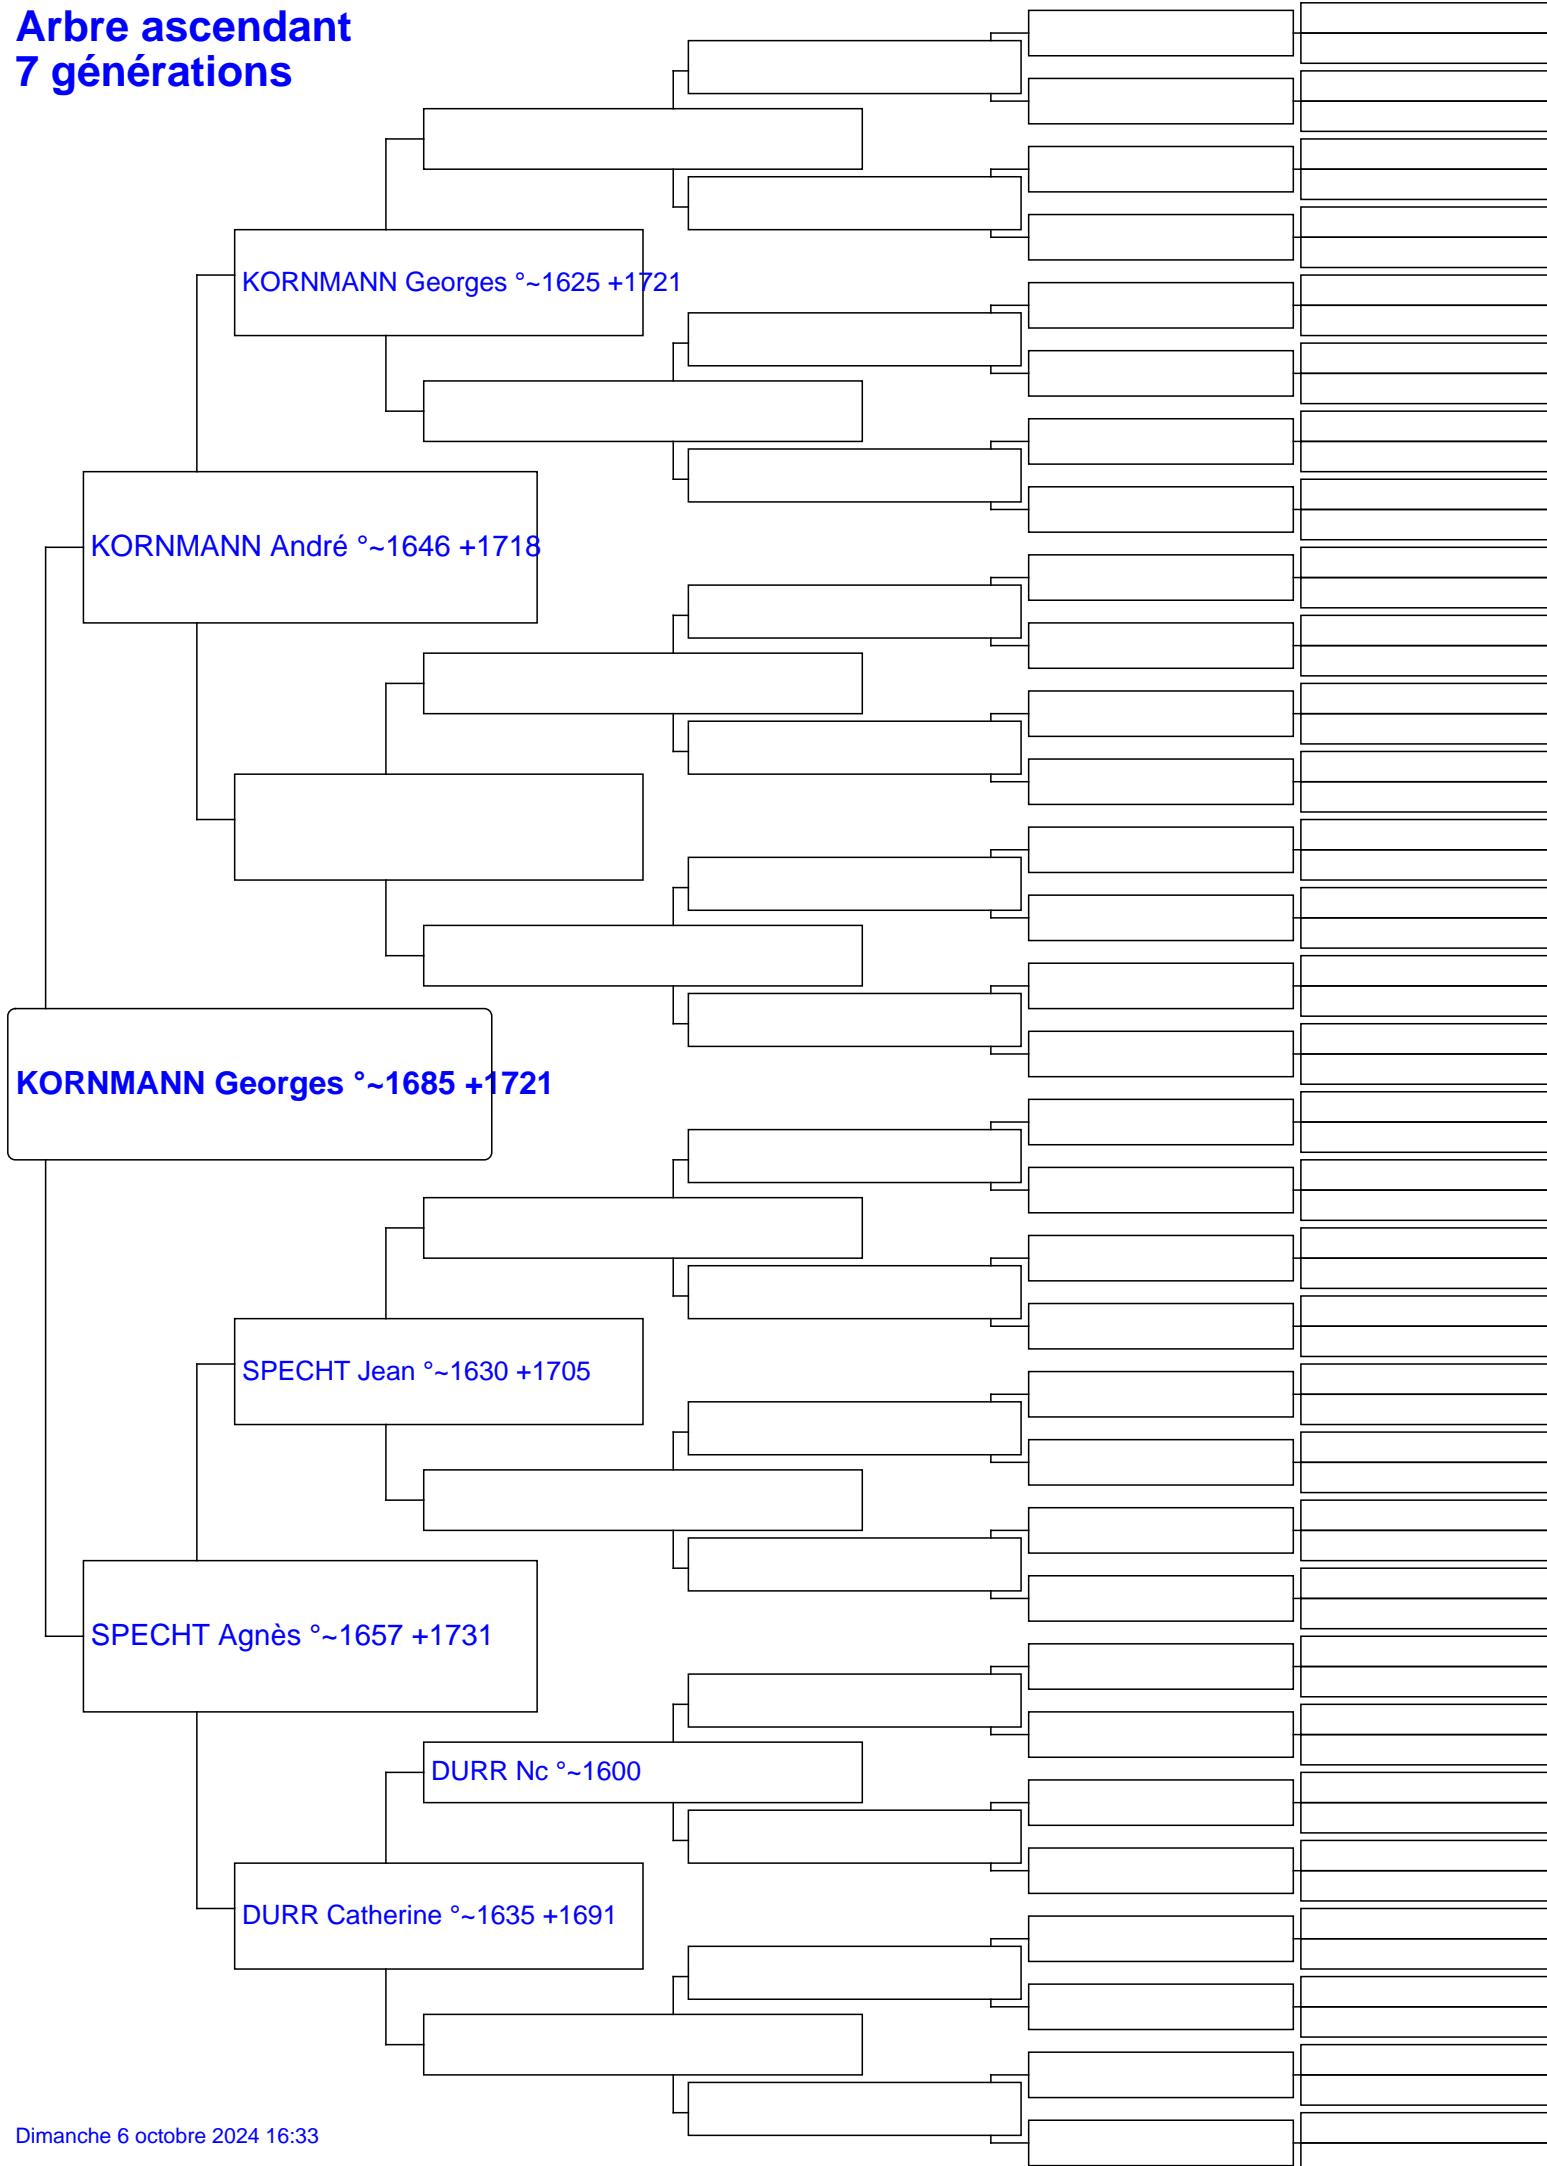 Arbre ascendant
7 générations
KORNMANN Georges °~1625 +1721
KORNMANN André °~1646 +1718
KORNMANN Georges °~1685 +1721
SPECHT Jean °~1630 +1705
SPECHT Agnès °~1657 +1731
DURR Nc °~1600
DURR Catherine °~1635 +1691
Dimanche 6 octobre 2024 16:33